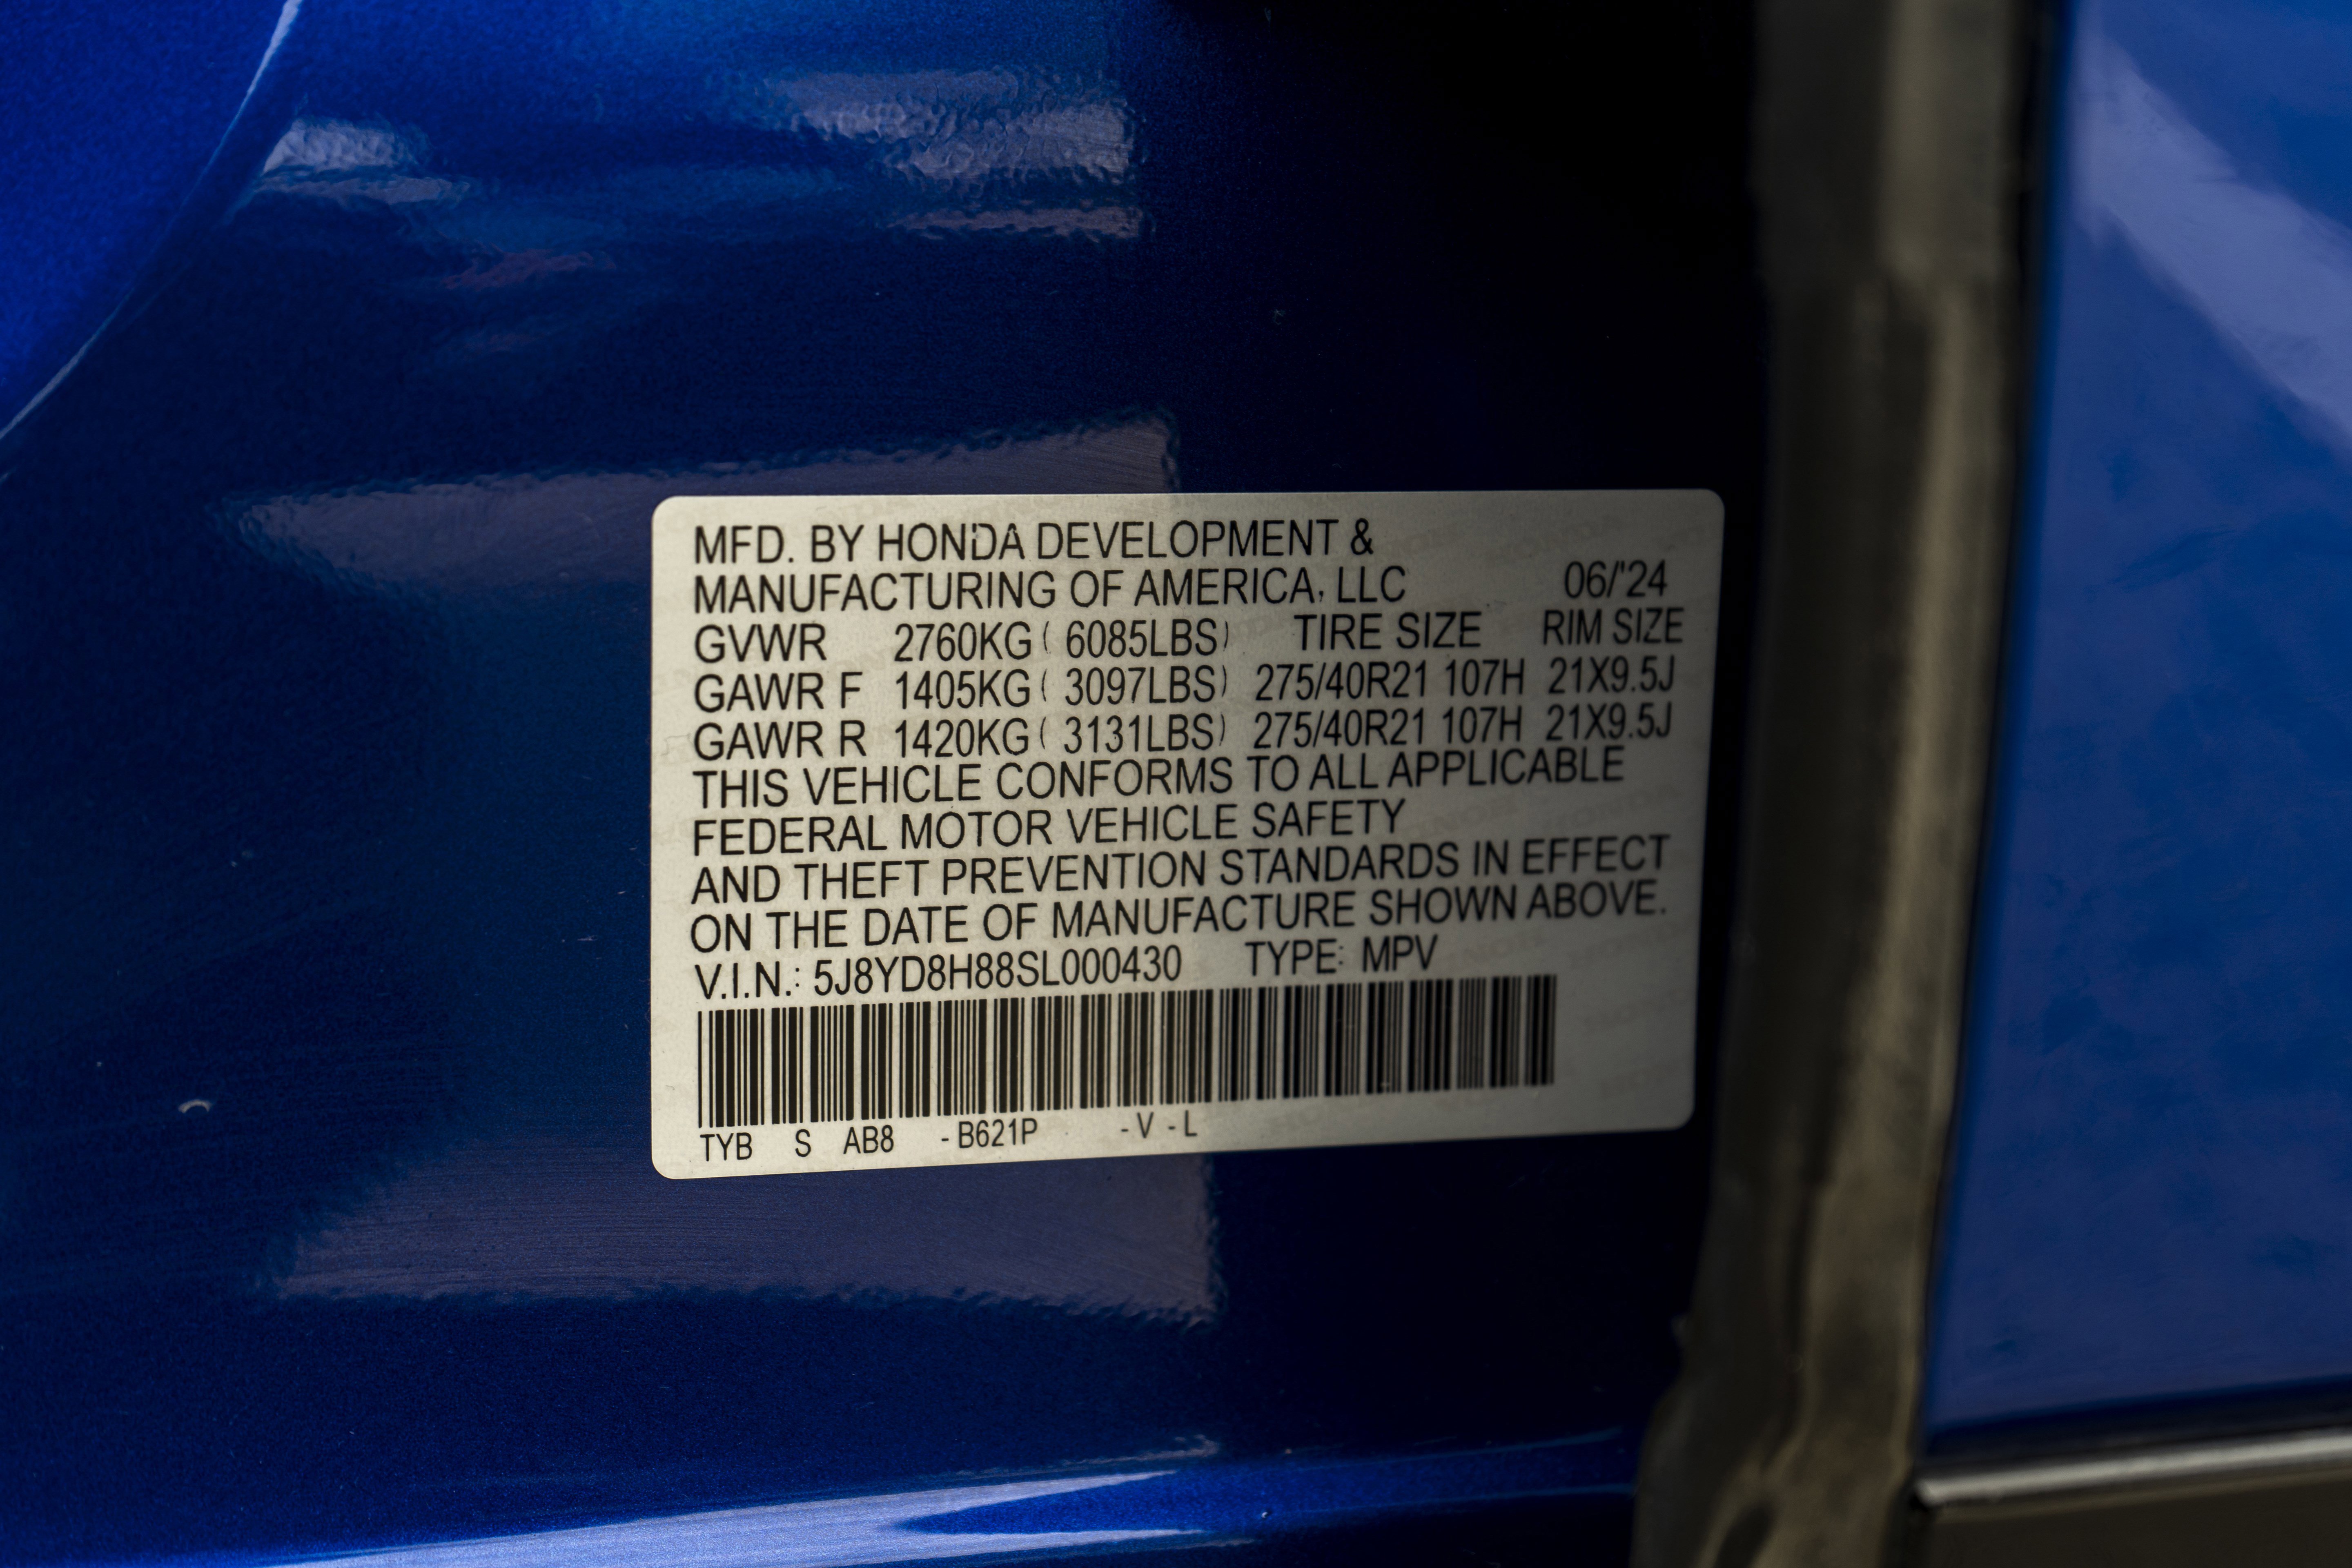 MFD. BY HONDA DEVELOPMENT &
MANUFACTURING OF AMERICA, LLC 06/'24
GVWR 2760KG ( 6085LBS) TIRE SIZE RIM SIZE
GAWR F 1405KG ( 3097LBS) 275/40R21 107H 21X9.5J
GAWR R 1420KG ( 3131LBS) 275/40R21 107H 21X9.5J
THIS VEHICLE CONFORMS TO ALL APPLICABLE
FEDERAL MOTOR VEHICLE SAFETY
AND THEFT PREVENTION STANDARDS IN EFFECT
ON THE DATE OF MANUFACTURE SHOWN ABOVE.
V.I.N.: 5J8YD8H88SL000430 TYPE: MPV
TYB S AB8 - B621P - V - L